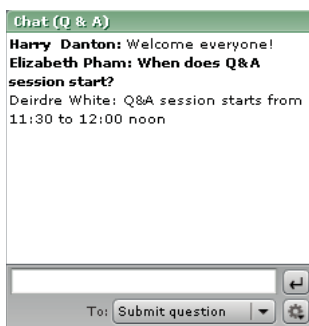 Chat (Q & A)
Harry Danton: Welcome everyone!
Elizabeth Pham: When does Q&A
session start?
Deirdre White: Q&A session starts from
11:30 to 12:00 noon
To: Submit question